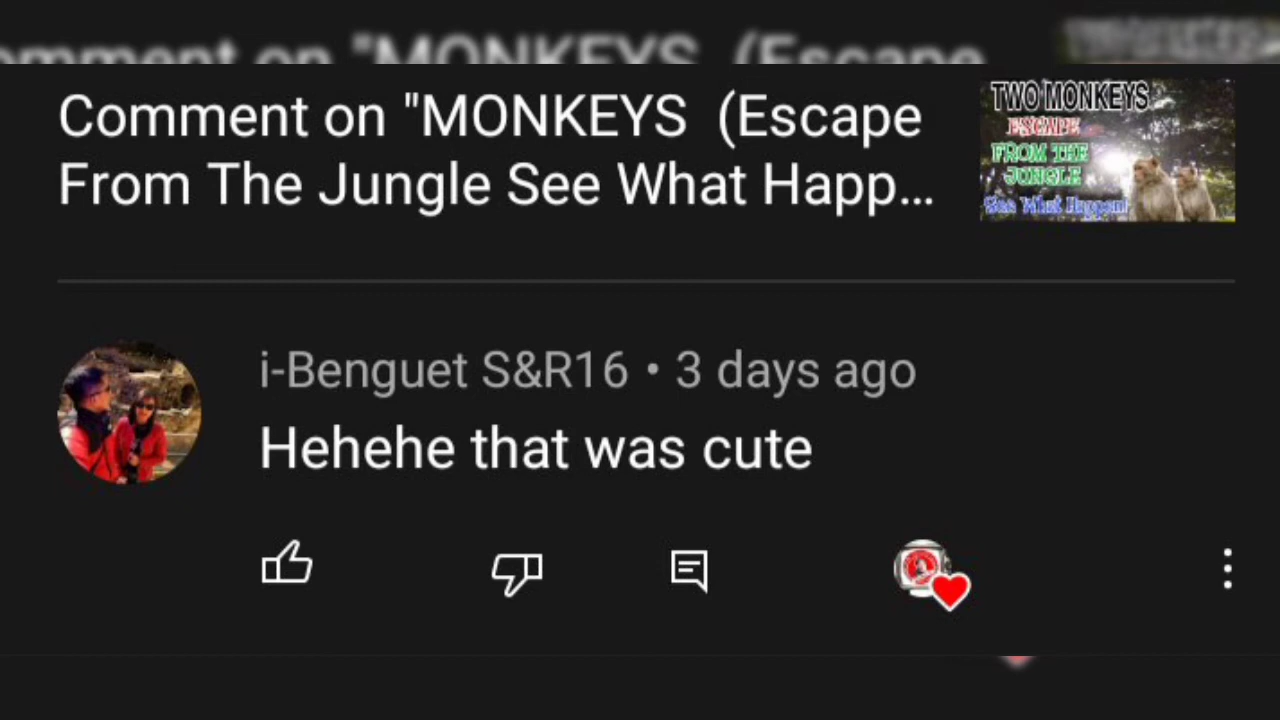 Comment on "MONKEYS (Escape
From The Jungle See What Happ...
TWO MONKEYS
ESCAPE
FROM THE
JUNGLE
See What Happen!
i-Benguet S&R16 • 3 days ago
Hehehe that was cute